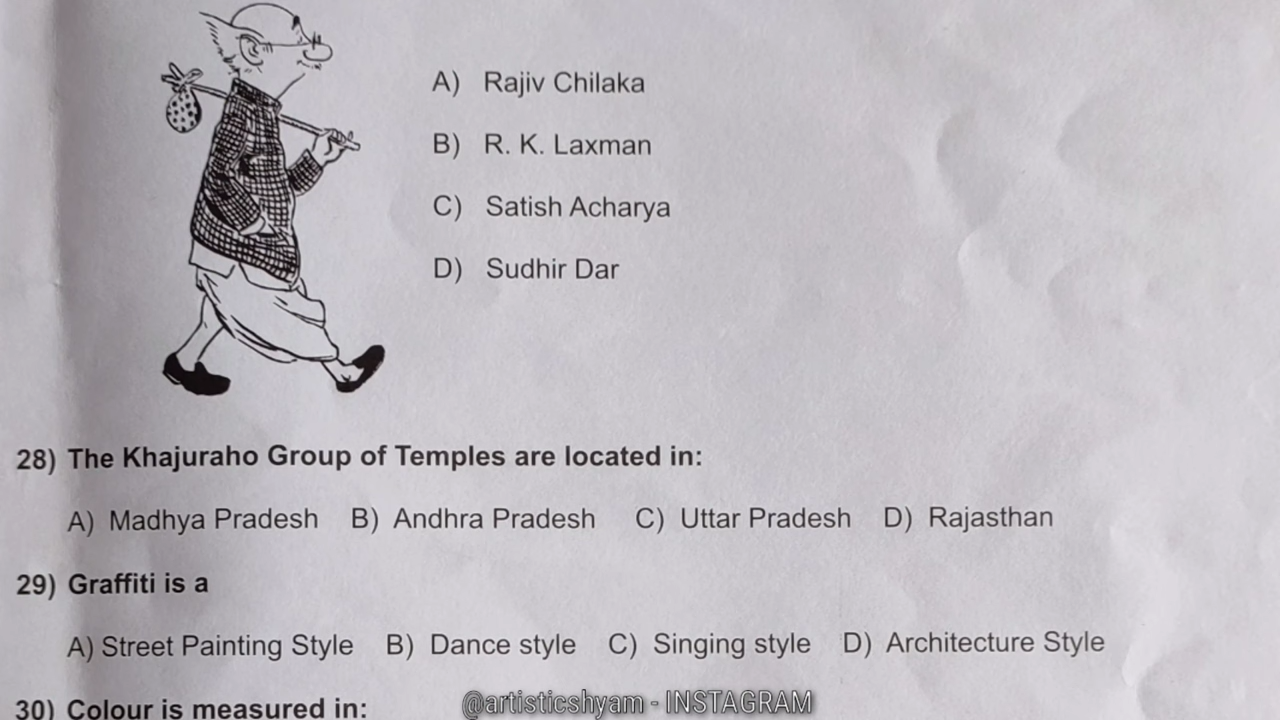 A) Rajiv Chilaka
B) R. K. Laxman
C) Satish Acharya
D) Sudhir Dar
28) The Khajuraho Group of Temples are located in:
A) Madhya Pradesh B) Andhra Pradesh C) Uttar Pradesh D) Rajasthan
29) Graffiti is a
A) Street Painting Style B) Dance style C) Singing style D) Architecture Style
30) Colour is measured in:
@artisticshyam - INSTAGRAM